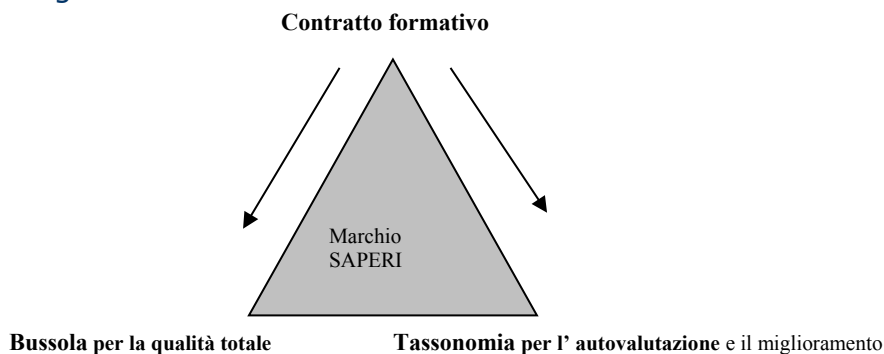 Contratto formativo
Marchio
SAPERI
Bussola per la qualità totale
Tassonomia per l' autovalutazione e il miglioramento